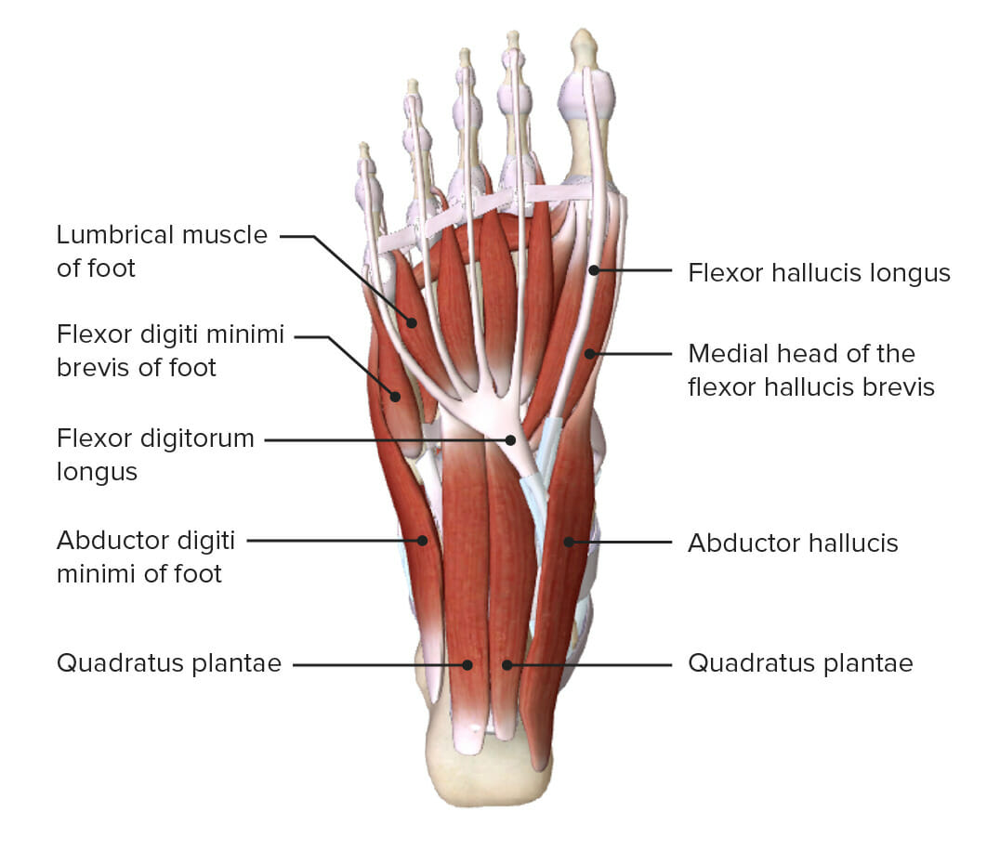 Lumbrical muscle
of foot
Flexor digiti minimi
brevis of foot
Flexor digitorum
longus
Abductor digiti
minimi of foot
Quadratus plantae
Flexor hallucis longus
Medial head of the
flexor hallucis brevis
Abductor hallucis
Quadratus plantae